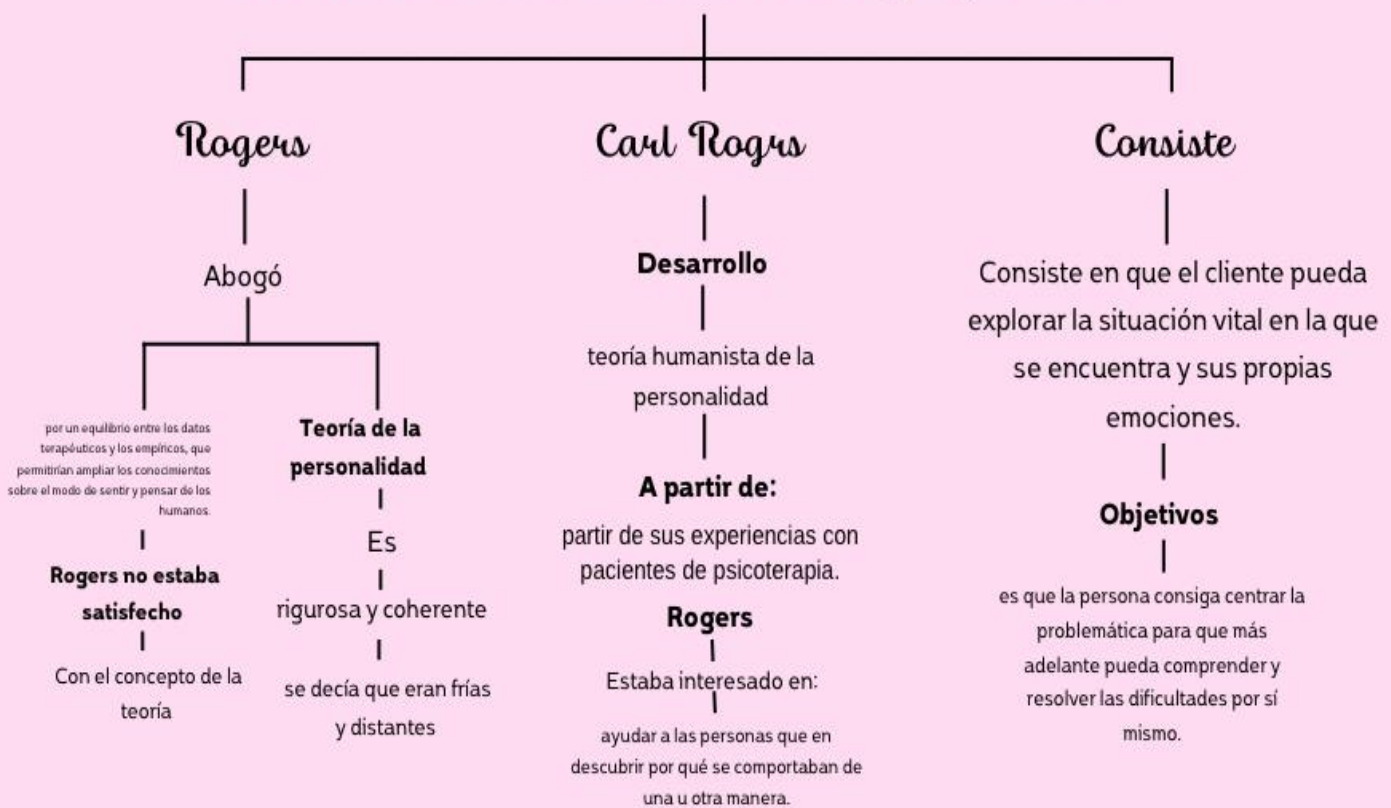 Rogers
Abogó
por un equilibrio entre los datos
terapéuticos y los empíricos, que
permitirían ampliar los conocimientos
sobre el modo de sentir y pensar de los
humanos.
Rogers no estaba
satisfecho
Con el concepto de la
teoría
Teoría de la
personalidad
Es
rigurosa y coherente
se decía que eran frías
y distantes
Carl Rogrs
Desarrollo
teoría humanista de la
personalidad
A partir de:
partir de sus experiencias con
pacientes de psicoterapia.
Rogers
Estaba interesado en:
ayudar a las personas que en
descubrir por qué se comportaban de
una u otra manera.
Consiste
Consiste en que el cliente pueda
explorar la situación vital en la que
se encuentra y sus propias
emociones.
Objetivos
es que la persona consiga centrar la
problemática para que más
adelante pueda comprender y
resolver las dificultades por sí
mismo.